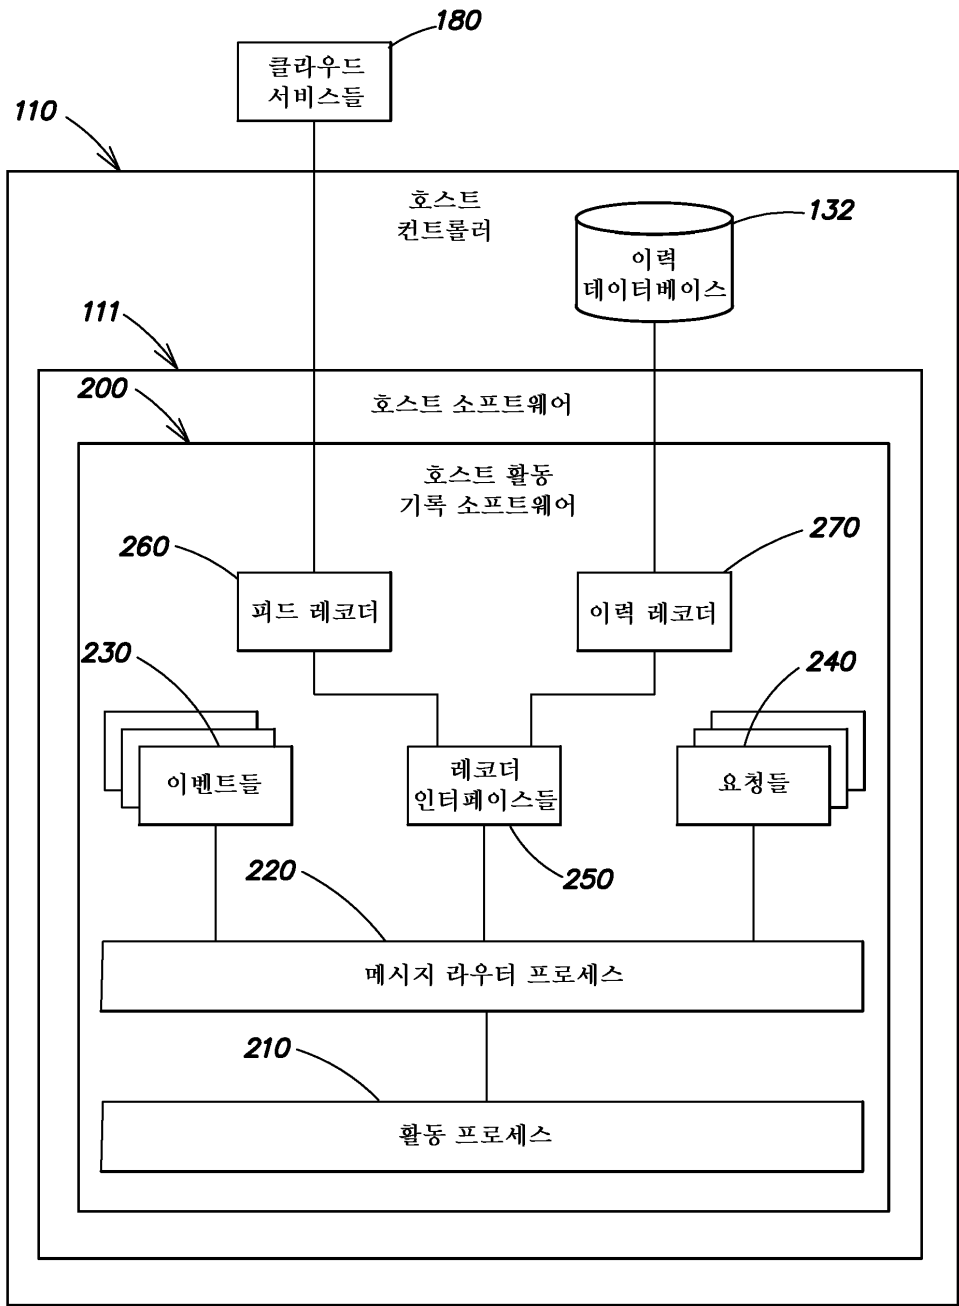 180
클라우드
서비스들
110
호스트
컨트롤러
132
이력
데이터베이스
111
200
호스트 소프트웨어
호스트 활동
기록 소프트웨어
260
270
피드 레코더
이력 레코더
230
240
이벤트들
레코더
인터페이스들
요청들
220
250
메시지 라우터 프로세스
210
활동 프로세스